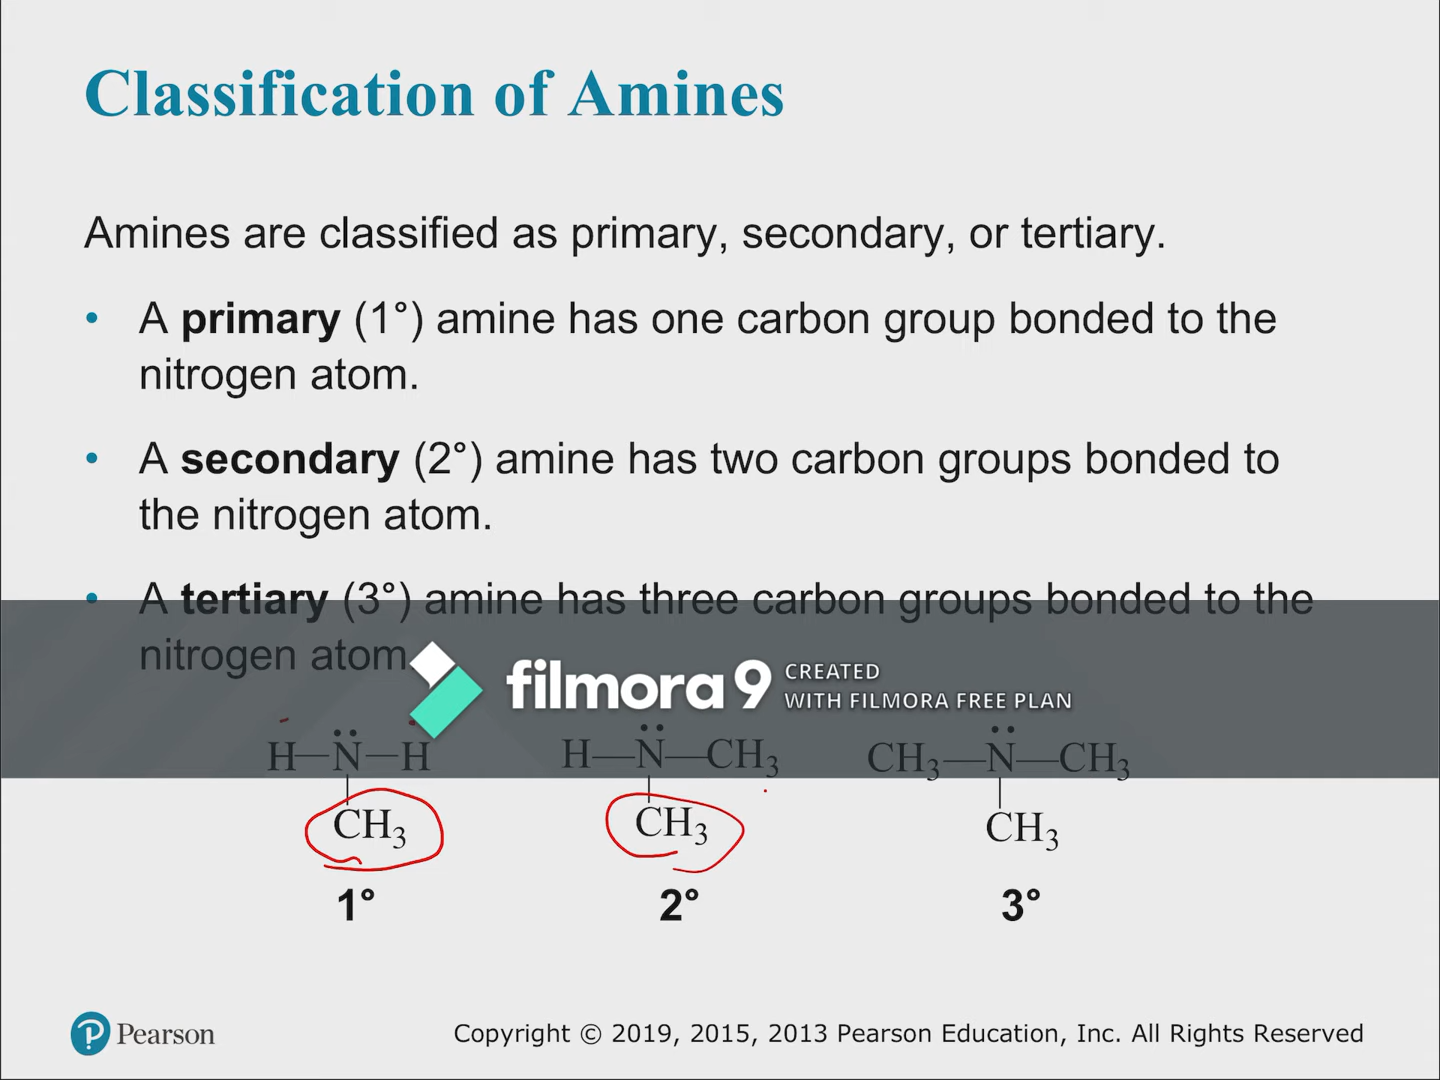 Classification of Amines
Amines are classified as primary, secondary, or tertiary.
• A primary (1°) amine has one carbon group bonded to the
nitrogen atom.
• A secondary (2°) amine has two carbon groups bonded to
the nitrogen atom.
• A tertiary (3°) amine has three carbon groups bonded to the
nitrogen atom
filmora9 CREATED
WITH FILMORA FREE PLAN
H—N̈—H H—N̈—CH₃ CH₃—N̈—CH₃
CH₃ CH₃ CH₃
1° 2° 3°
Pearson Copyright © 2019, 2015, 2013 Pearson Education, Inc. All Rights Reserved